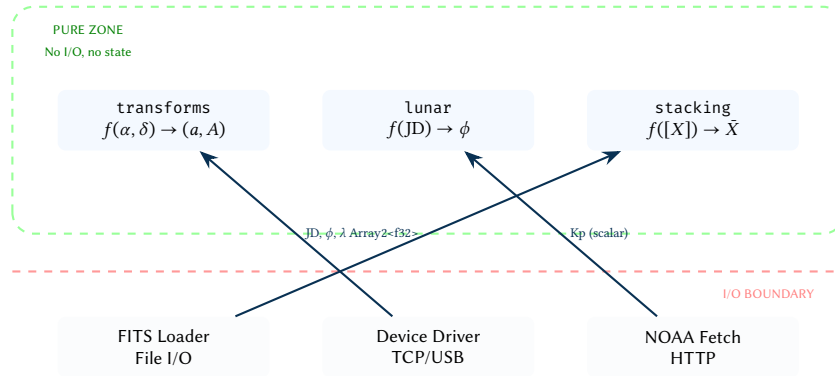 PURE ZONE
No I/O, no state
transforms
f(α, δ) → (a, A)
lunar
f(JD) → ϕ
stacking
f([X]) → X̄
JD, ϕ, λ Array2<f32>
Kp (scalar)
I/O BOUNDARY
FITS Loader
File I/O
Device Driver
TCP/USB
NOAA Fetch
HTTP